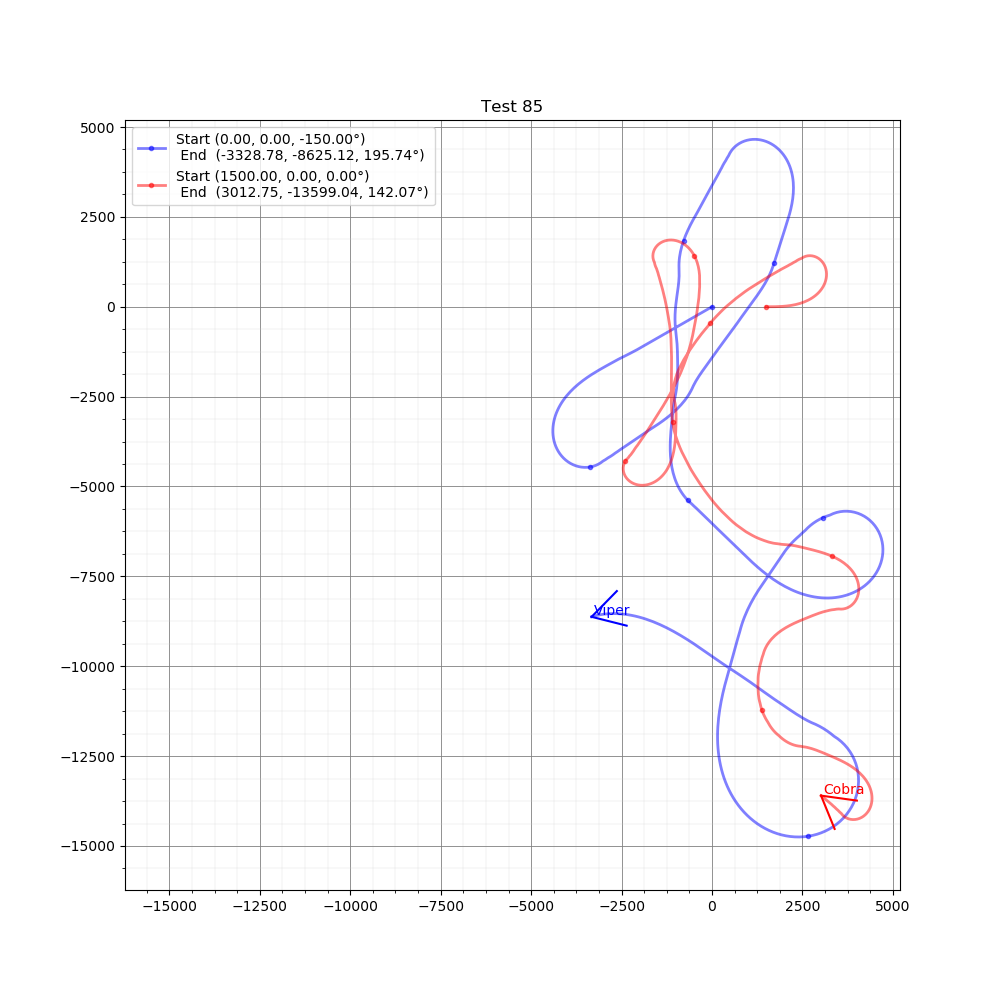 Test 85
Start (0.00, 0.00, -150.00°)
End (-3328.78, -8625.12, 195.74°)
Start (1500.00, 0.00, 0.00°)
End (3012.75, -13599.04, 142.07°)
5000
2500
0
−2500
−5000
−7500
−10000
−12500
−15000
Viper
Cobra
−15000 −12500 −10000 −7500 −5000 −2500 0 2500 5000